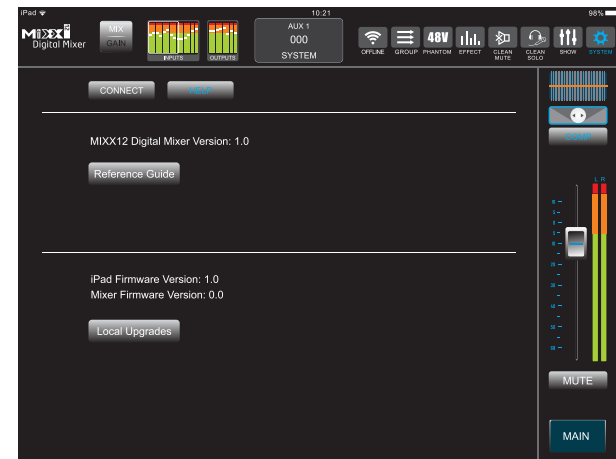 iPad 10:21 98%
MiXX
Digital Mixer
MIX
GAIN
INPUTS
OUTPUTS
AUX 1
000
SYSTEM
OFFLINE
GROUP
48V
PHANTOM
EFFECT
CLEAN
MUTE
CLEAN
SOLO
SHOW
SYSTEM
CONNECT
HELP
COMP
MIXX12 Digital Mixer Version: 1.0
Reference Guide
L R
iPad Firmware Version: 1.0
Mixer Firmware Version: 0.0
Local Upgrades
MUTE
MAIN